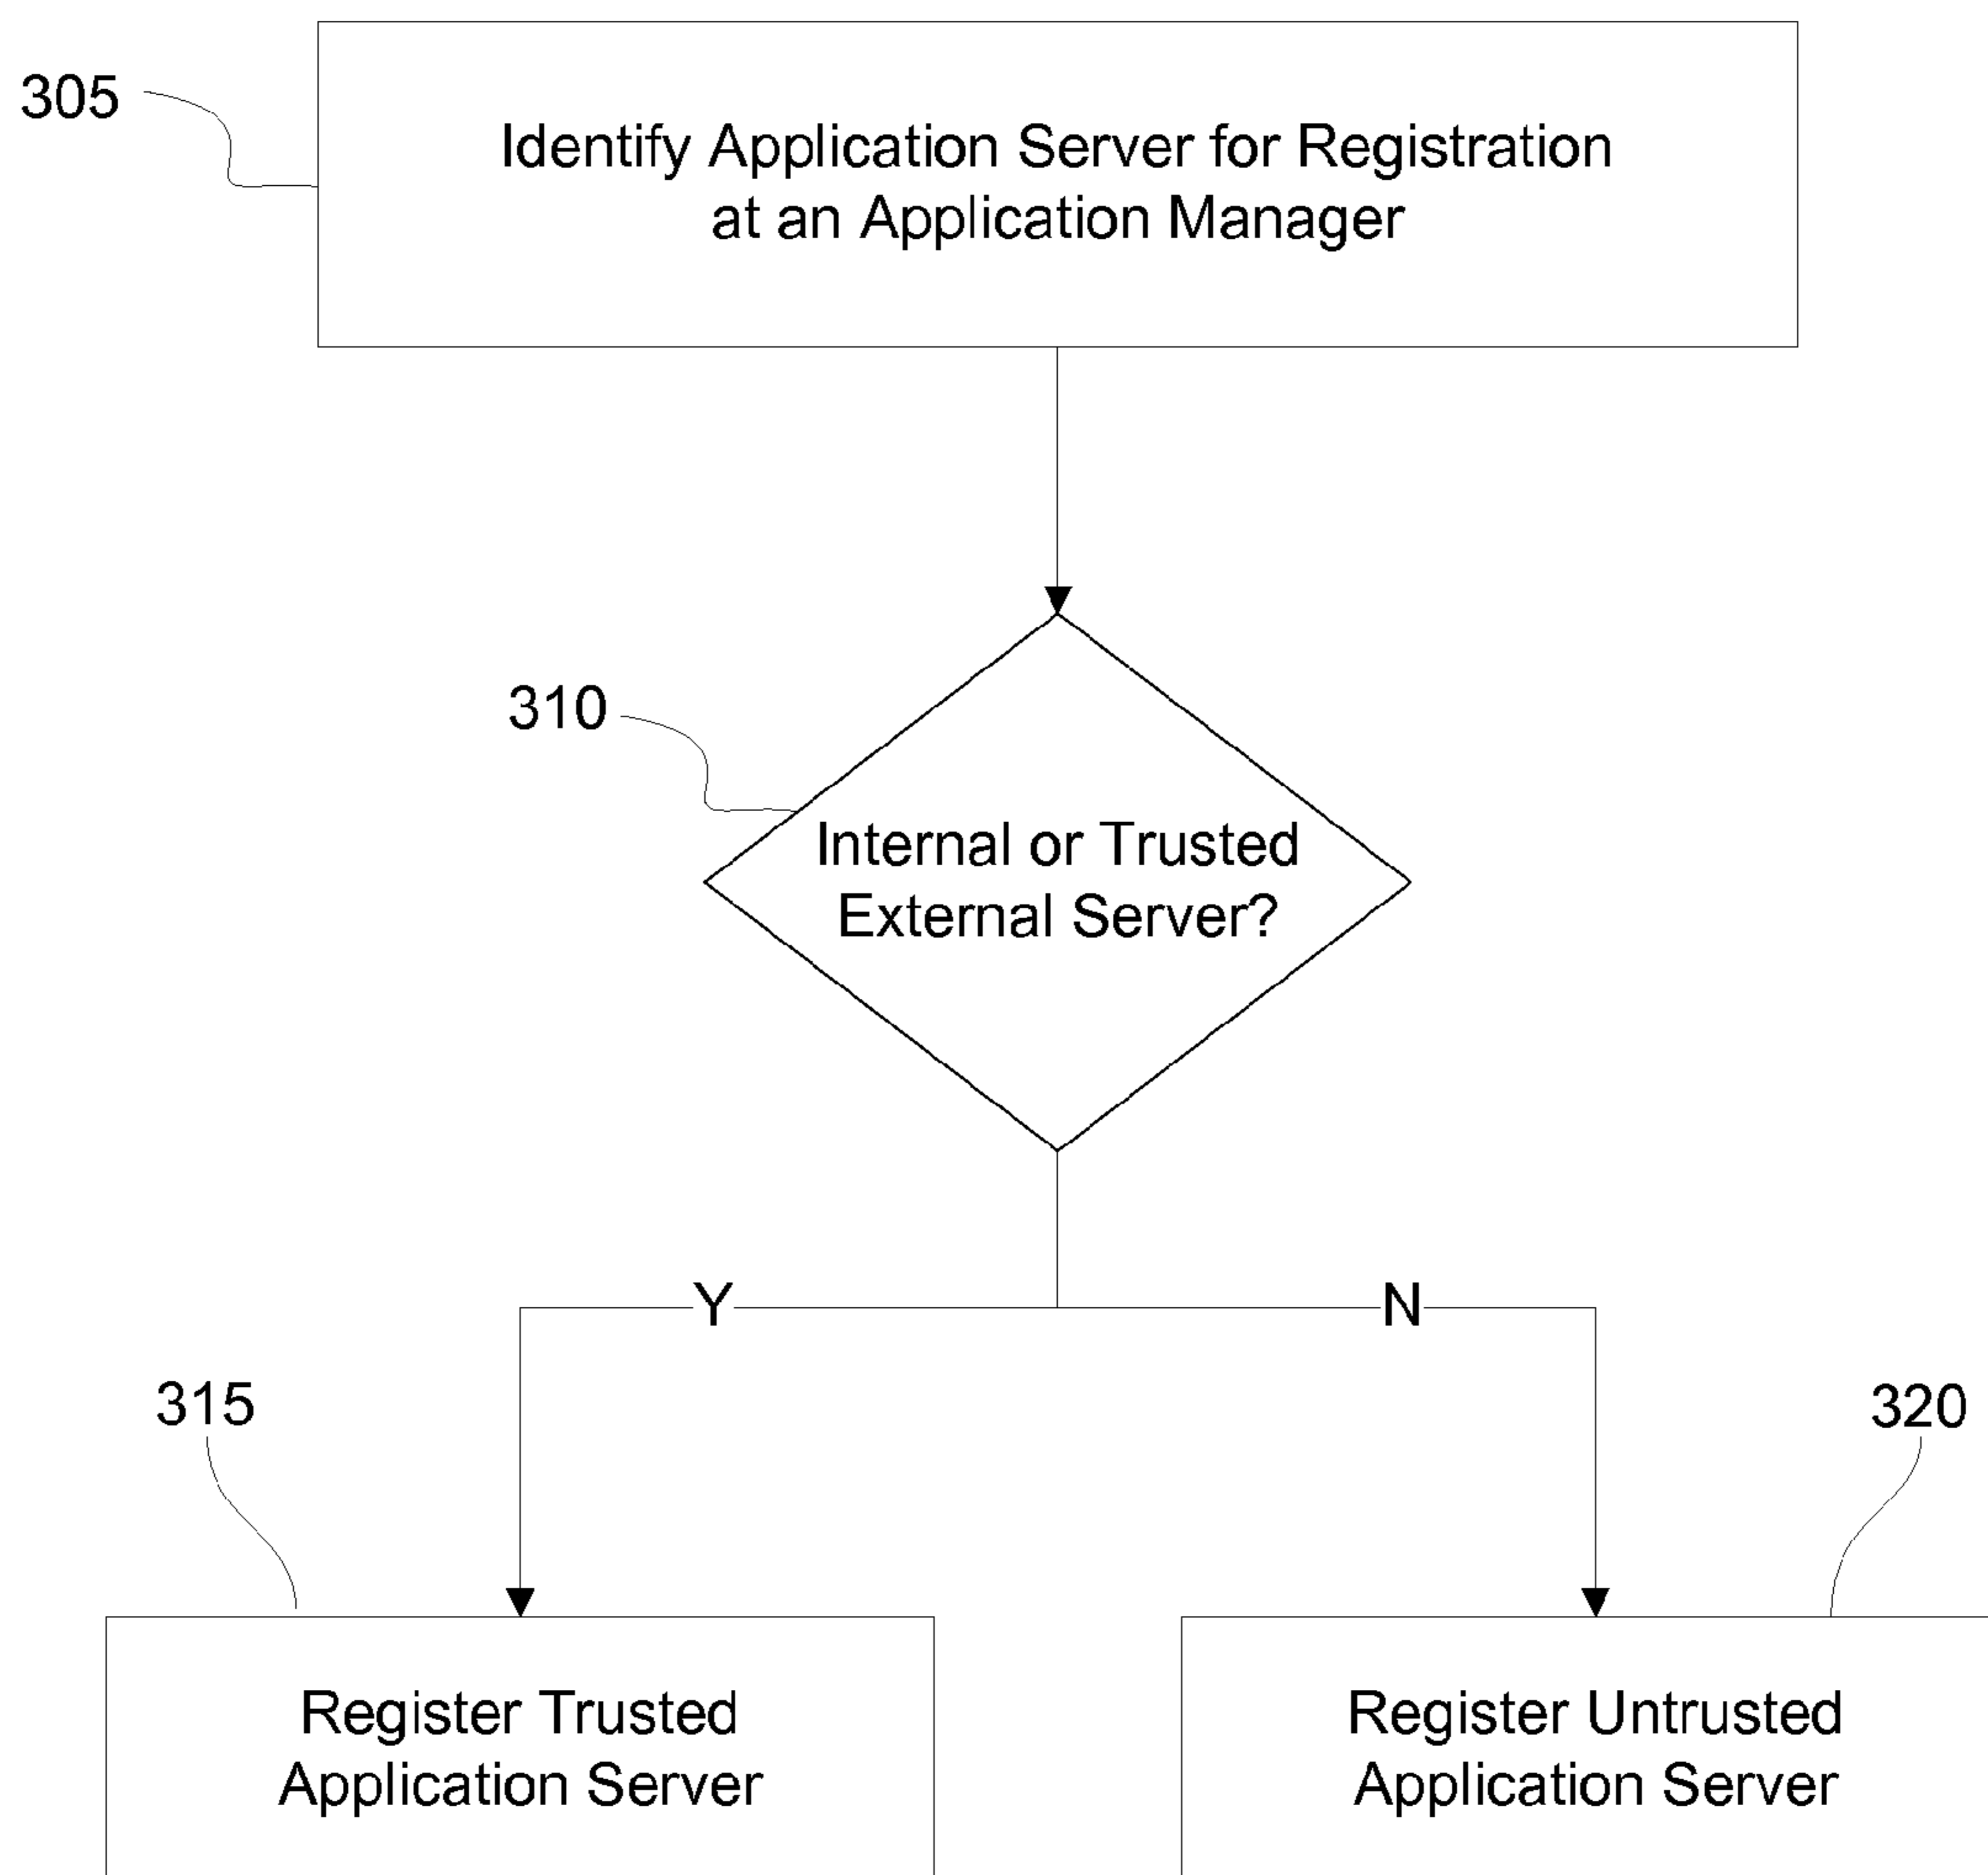 305
Identify Application Server for Registration
at an Application Manager
310
Internal or Trusted
External Server?
Y
N
315
320
Register Trusted
Application Server
Register Untrusted
Application Server